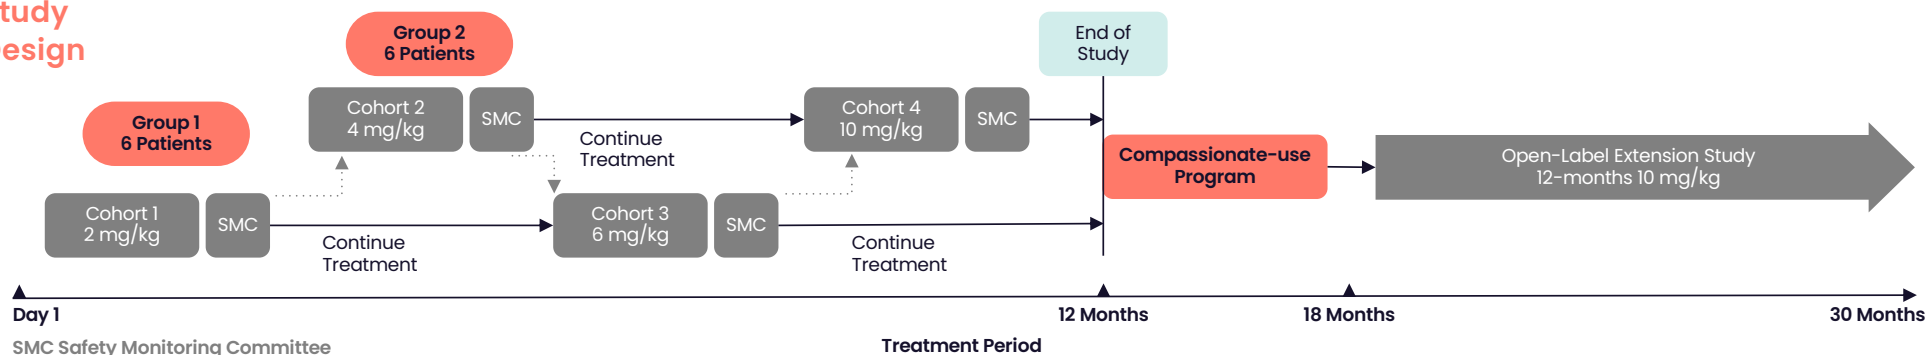 tudy
esign
Group 1
6 Patients
Group 2
6 Patients
Cohort 1
2 mg/kg
SMC
Continue
Treatment
Cohort 2
4 mg/kg
SMC
Continue
Treatment
Cohort 3
6 mg/kg
SMC
Continue
Treatment
Cohort 4
10 mg/kg
SMC
End of
Study
Compassionate-use
Program
Open-Label Extension Study
12-months 10 mg/kg
Day 1
12 Months
18 Months
30 Months
SMC Safety Monitoring Committee
Treatment Period